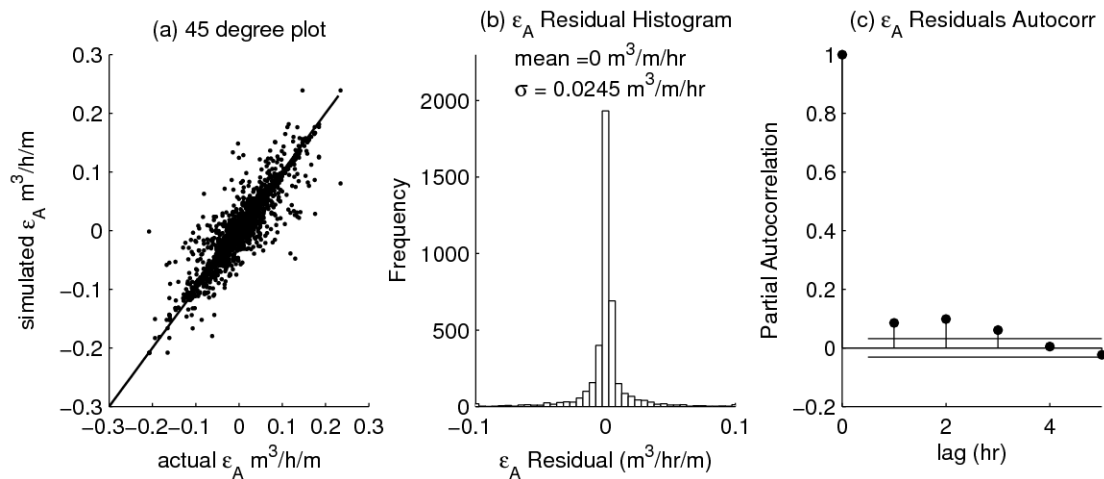 (a) 45 degree plot
0.3
0.2
0.1
0
−0.1
−0.2
−0.3
−0.3 −0.2 −0.1 0 0.1 0.2 0.3
simulated ε_A m³/h/m
actual ε_A m³/h/m
(b) ε_A Residual Histogram
mean =0 m³/m/hr
σ = 0.0245 m³/m/hr
2000
1500
1000
500
0
−0.1 0 0.1
Frequency
ε_A Residual (m³/hr/m)
(c) ε_A Residuals Autocorr
1
0.8
0.6
0.4
0.2
0
−0.2
0 2 4
Partial Autocorrelation
lag (hr)